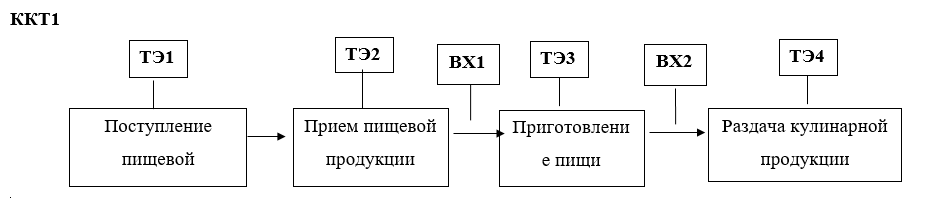 ККТ1
ТЭ1
ТЭ2
ВХ1
ТЭ3
ВХ2
ТЭ4
Поступление
пищевой
Прием пищевой
продукции
Приготовлени
е пищи
Раздача кулинарной
продукции